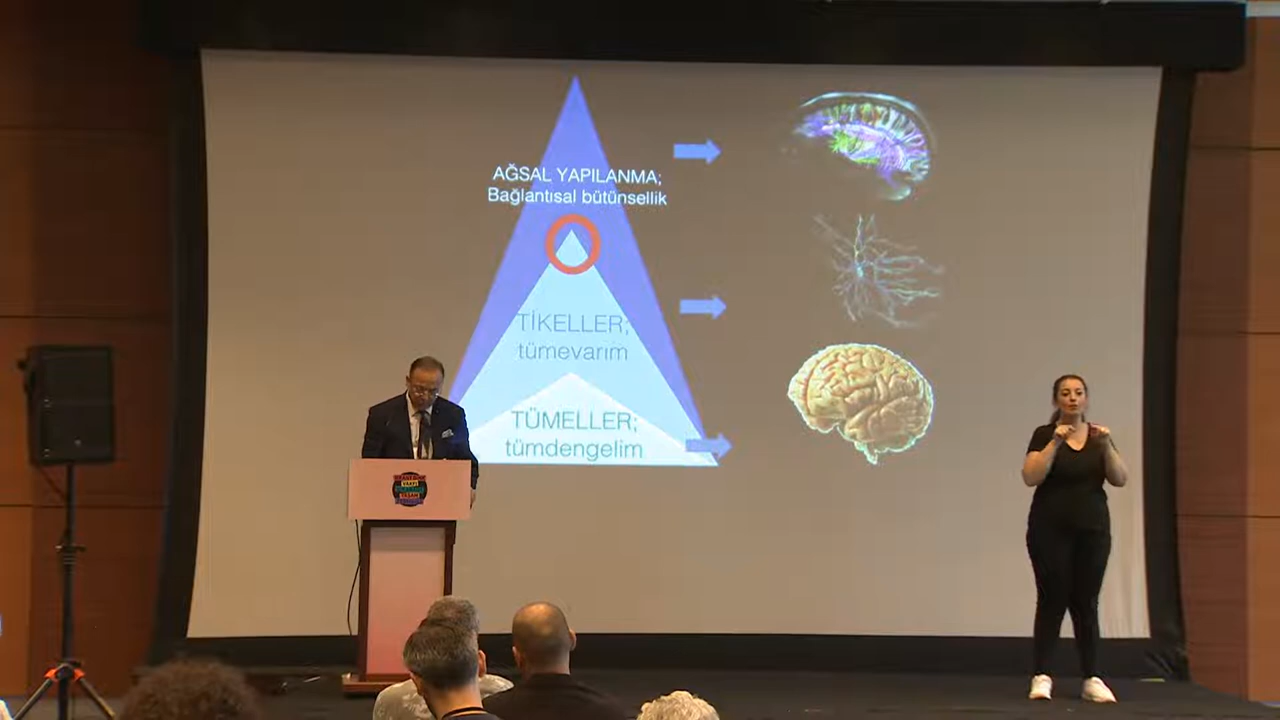 AĞSAL YAPILANMA;
Bağlantısal bütünsellik
TİKELLER;
tümevarım
TÜMELLER;
tümdengelim